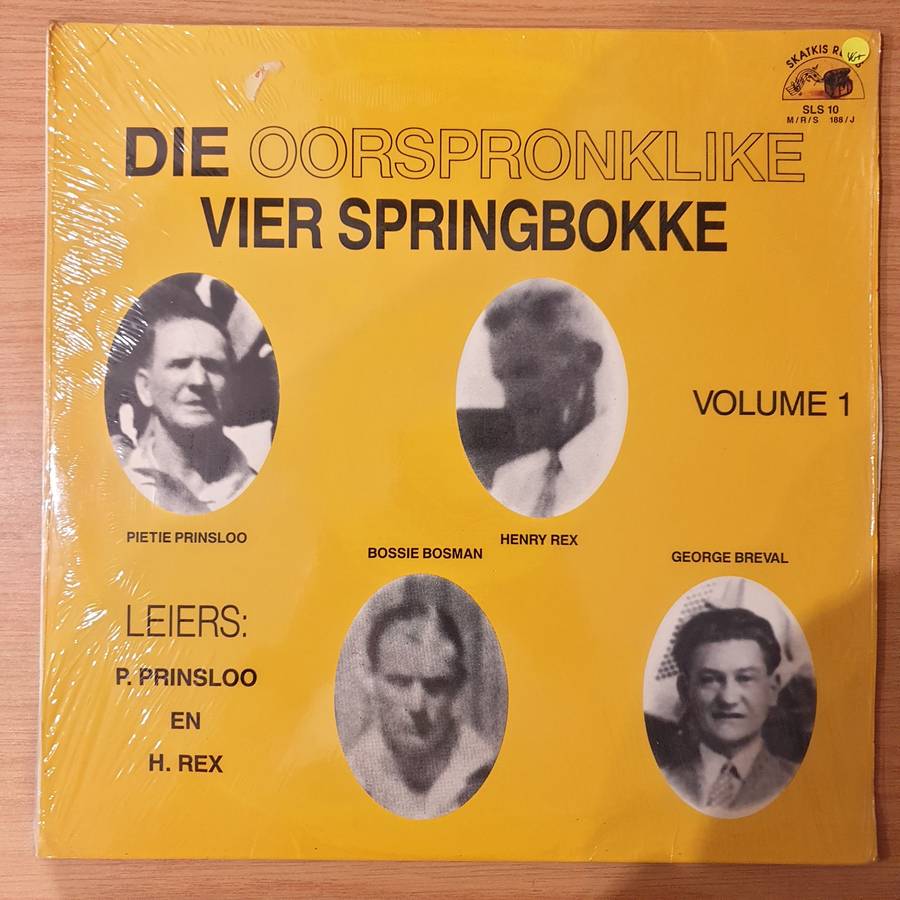 SKATKIS
VG+
SLS 10
M/R/S 188/J
DIE OORSPRONKLIKE
VIER SPRINGBOKKE
VOLUME 1
PIETIE PRINSLOO
HENRY REX
BOSSIE BOSMAN
GEORGE BREVAL
LEIERS:
P. PRINSLOO
EN
H. REX